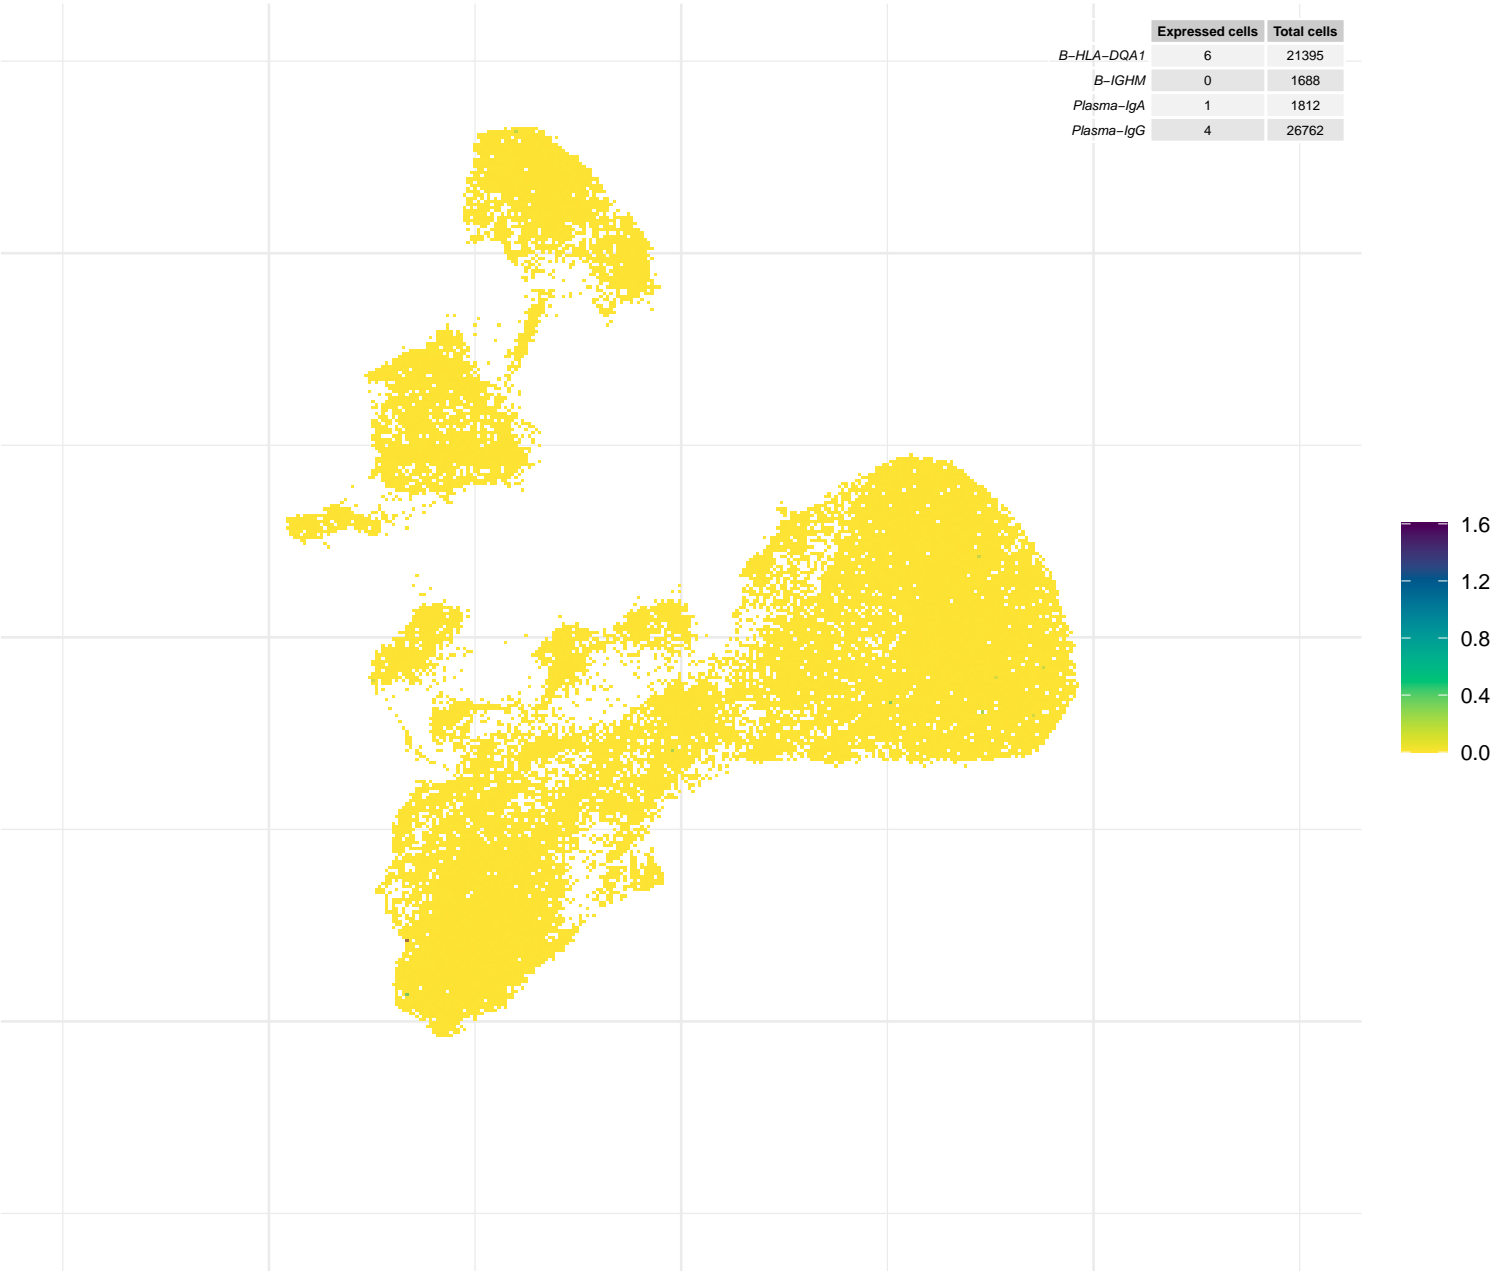 Expressed cells Total cells
B-HLA-DQA1 6 21395
B-IGHM 0 1688
Plasma-IgA 1 1812
Plasma-IgG 4 26762
1.6
1.2
0.8
0.4
0.0